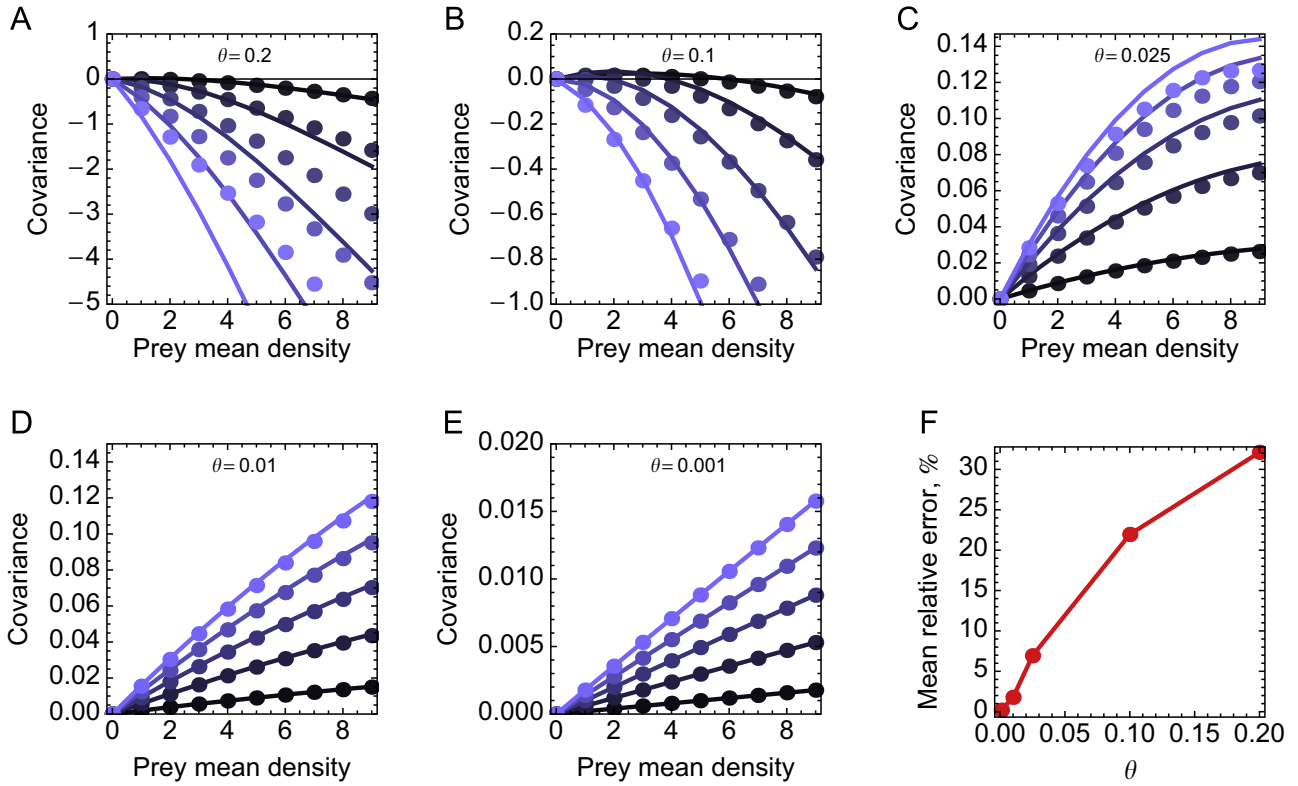 A
θ = 0.2
Covariance
1
0
−1
−2
−3
−4
−5
0 2 4 6 8
Prey mean density
B
θ = 0.1
Covariance
0.2
0.0
−0.2
−0.4
−0.6
−0.8
−1.0
0 2 4 6 8
Prey mean density
C
θ = 0.025
Covariance
0.14
0.12
0.10
0.08
0.06
0.04
0.02
0.00
0 2 4 6 8
Prey mean density
D
θ = 0.01
Covariance
0.14
0.12
0.10
0.08
0.06
0.04
0.02
0.00
0 2 4 6 8
Prey mean density
E
θ = 0.001
Covariance
0.020
0.015
0.010
0.005
0.000
0 2 4 6 8
Prey mean density
F
Mean relative error, %
30
25
20
15
10
5
0
0.00 0.05 0.10 0.15 0.20
θ